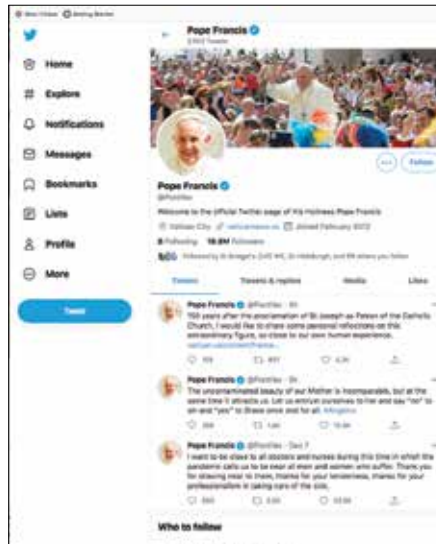 Pope Francis
Home
Explore
Notifications
Messages
Bookmarks
Lists
Profile
More
Tweet
Follow
Pope Francis
@Pontifex
Welcome to the official Twitter page of His Holiness Pope Francis
Vatican City vaticannews.va Joined February 2012
8 Following 18.8M Followers
Tweets Tweets & replies Media Likes
Pope Francis @Pontifex
150 years after the proclamation of St Joseph as Patron of the Catholic
Church, I would like to share some personal reflections on this
extraordinary figure, so close to our own human experience.
Pope Francis @Pontifex
The uncontaminated beauty of our Mother is incomparable, but at the
same time it attracts us. Let us entrust ourselves to her and say "no" to
sin and "yes" to Grace once and for all.
Pope Francis @Pontifex · Dec 7
I want to be close to all doctors and nurses during this time in which the
pandemic calls us to be near all men and women who suffer. Thank you
for staying near to them, thanks for your tenderness, thanks for your
professionalism in taking care of the sick.
Who to follow